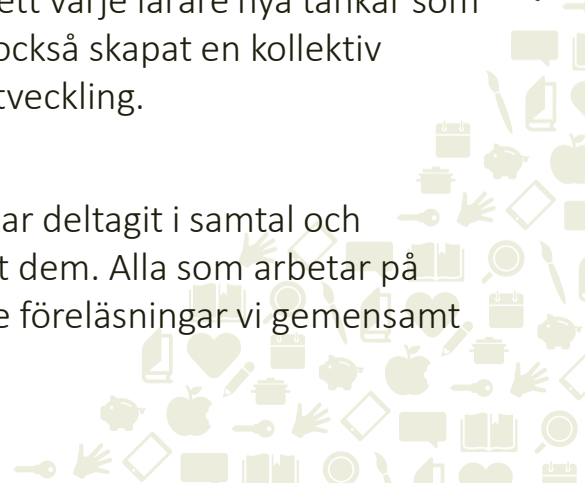 ett varje lärare nya tankar som
också skapat en kollektiv
tveckling.
ar deltagit i samtal och
t dem. Alla som arbetar på
e föreläsningar vi gemensamt